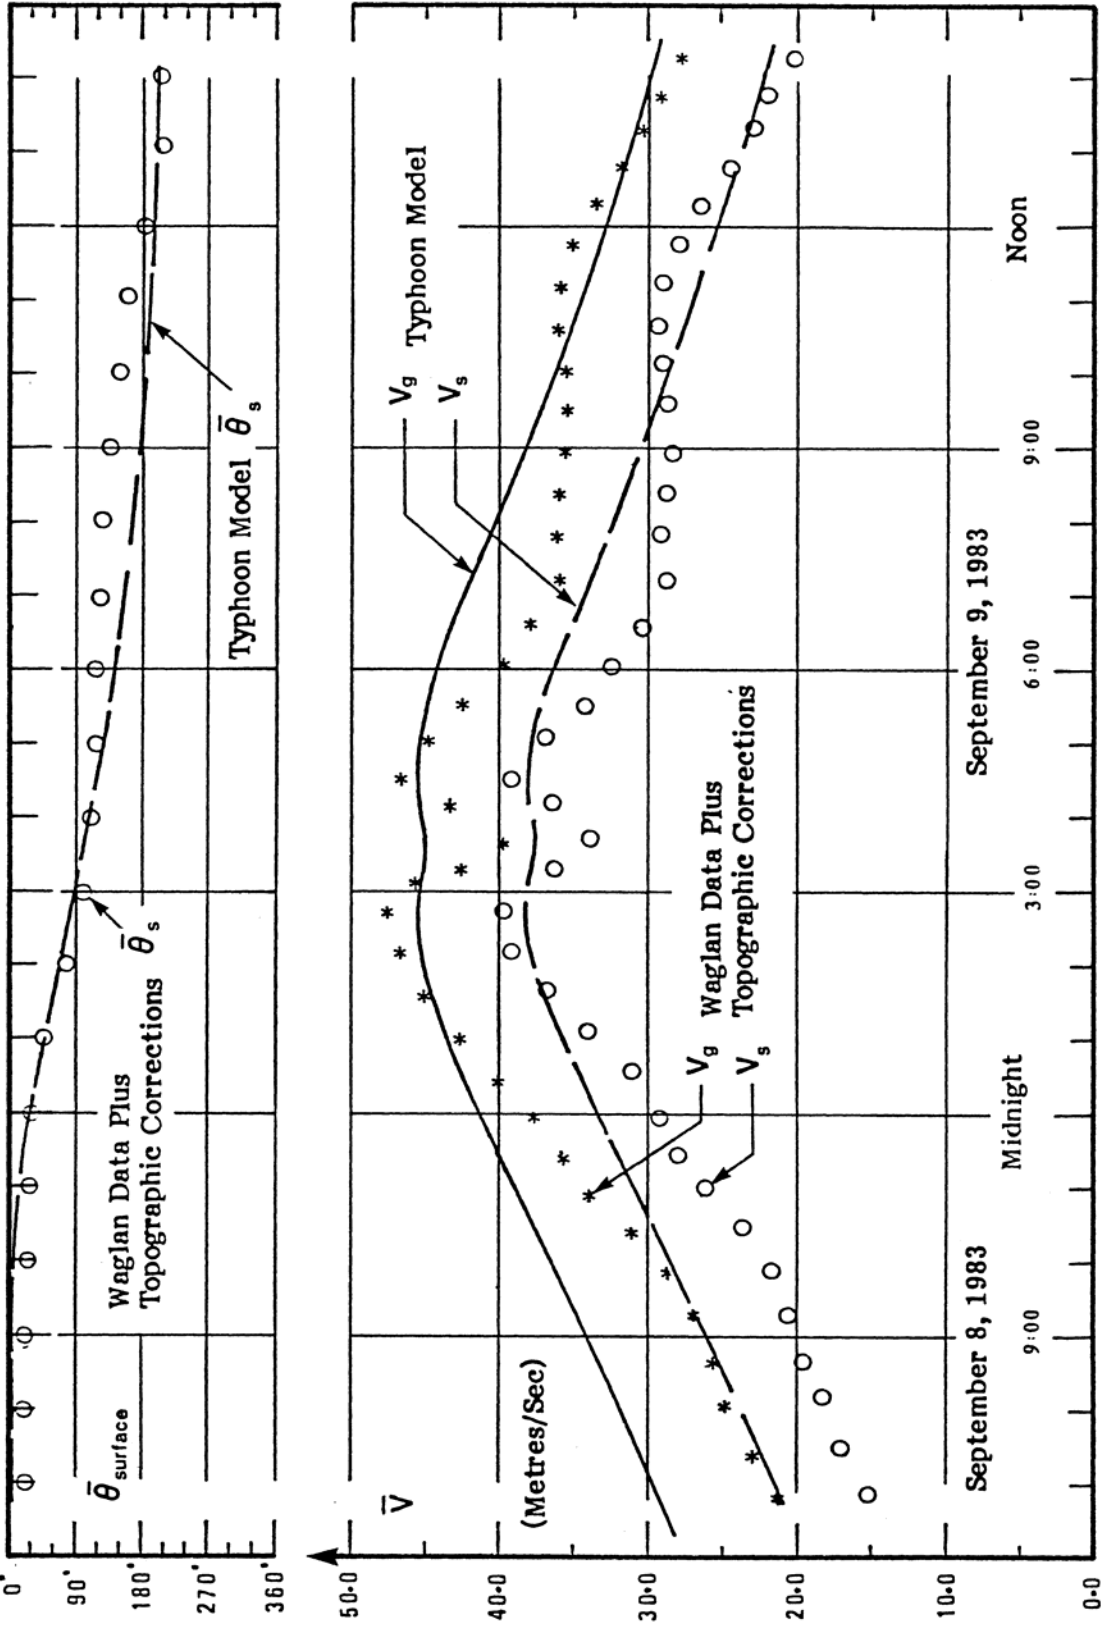 0°
90°
180°
270°
360
θ̄ surface
Waglan Data Plus
Topographic Corrections θ̄ s
Typhoon Model θ̄ s
50.0
40.0
30.0
20.0
10.0
0.0
V̄
(Metres/Sec)
Vg Typhoon Model
Vs
Vg Waglan Data Plus
Vs Topographic Corrections
September 8, 1983
September 9, 1983
9:00
Midnight
3:00
6:00
9:00
Noon